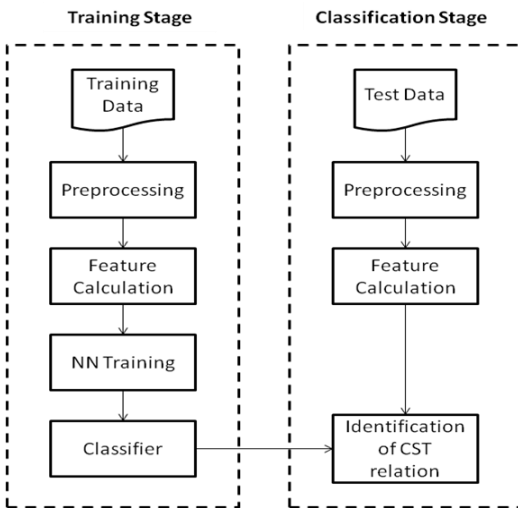 Training Stage
Training
Data
Preprocessing
Feature
Calculation
NN Training
Classifier
Classification Stage
Test Data
Preprocessing
Feature
Calculation
Identification
of CST
relation